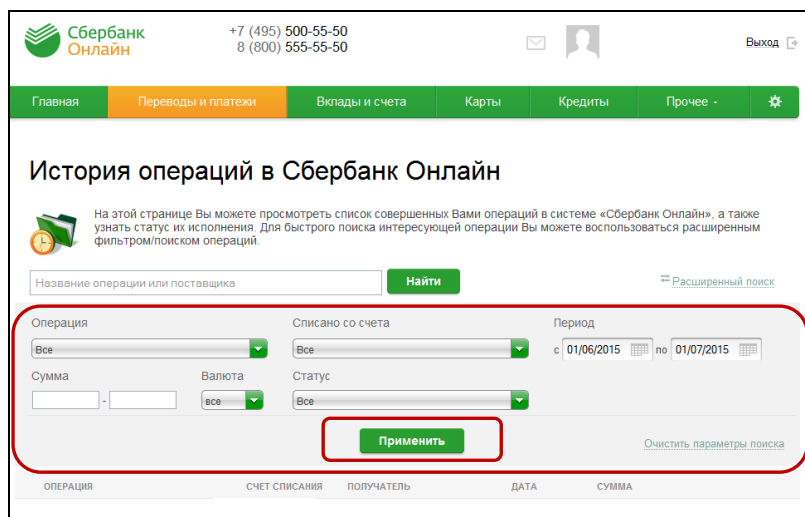 Сбербанк
Онлайн
+7 (495) 500-55-50
8 (800) 555-55-50
Выход
Главная Переводы и платежи Вклады и счета Карты Кредиты Прочее
История операций в Сбербанк Онлайн
На этой странице Вы можете просмотреть список совершенных Вами операций в системе «Сбербанк Онлайн», а также
узнать статус их исполнения. Для быстрого поиска интересующей операции Вы можете воспользоваться расширенным
фильтром/поиском операций.
Название операции или поставщика Найти Расширенный поиск
Операция Списано со счета Период
Все Все с 01/06/2015 по 01/07/2015
Сумма Валюта Статус
- все Все
Применить Очистить параметры поиска
ОПЕРАЦИЯ СЧЕТ СПИСАНИЯ ПОЛУЧАТЕЛЬ ДАТА СУММА